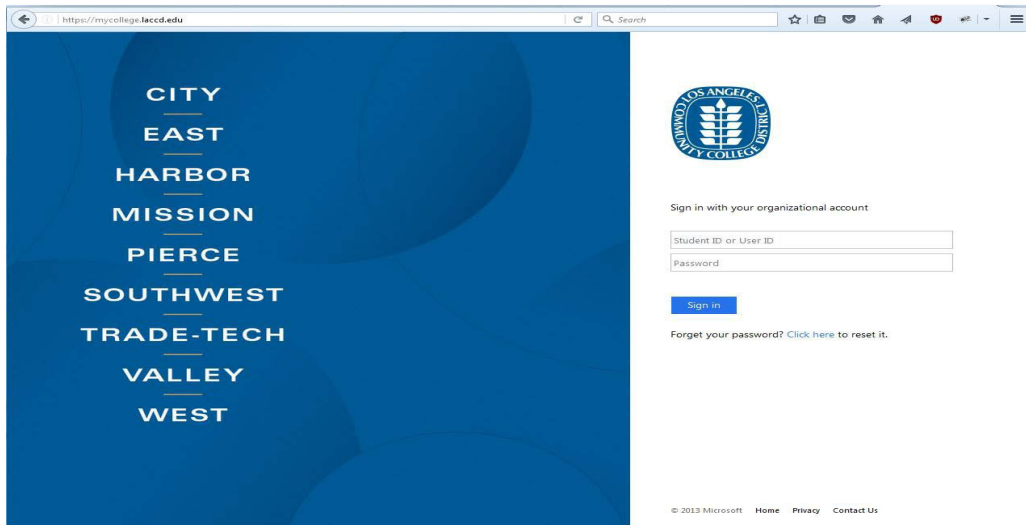 https://mycollege.laccd.edu
Search
CITY
EAST
HARBOR
MISSION
PIERCE
SOUTHWEST
TRADE-TECH
VALLEY
WEST
LOS ANGELES
COMMUNITY COLLEGE DISTRICT
Sign in with your organizational account
Student ID or User ID
Password
Sign in
Forget your password? Click here to reset it.
© 2013 Microsoft Home Privacy Contact Us